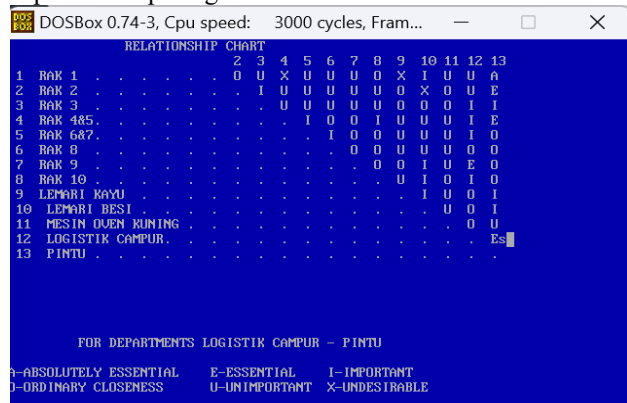 DOSBox 0.74-3, Cpu speed: 3000 cycles, Fram...
RELATIONSHIP CHART
2 3 4 5 6 7 8 9 10 11 12 13
1 RAK 1 . . . . . . O U X U U U O X I U U A
2 RAK 2 . . . . . . . I U U U U U O X O U E
3 RAK 3 . . . . . . . . U U U U U O O O I I
4 RAK 4&5. . . . . . . . I O O I U U U I E
5 RAK 6&7. . . . . . . . . I O O U U U I O
6 RAK 8 . . . . . . . . . . . O O U U U O O
7 RAK 9 . . . . . . . . . . . . O O I U E O
8 RAK 10 . . . . . . . . . . . . U I O I O
9 LEMARI KAYU . . . . . . . . . . . I U O I
10 LEMARI BESI . . . . . . . . . . . . U O I
11 MESIN OVEN KUNING . . . . . . . . . . O U
12 LOGISTIK CAMPUR. . . . . . . . . . . . Es
13 PINTU . . . . . . . . . . . . . . . . .
FOR DEPARTMENTS LOGISTIK CAMPUR - PINTU
A-ABSOLUTELY ESSENTIAL E-ESSENTIAL I-IMPORTANT
O-ORDINARY CLOSENESS U-UNIMPORTANT X-UNDESIRABLE